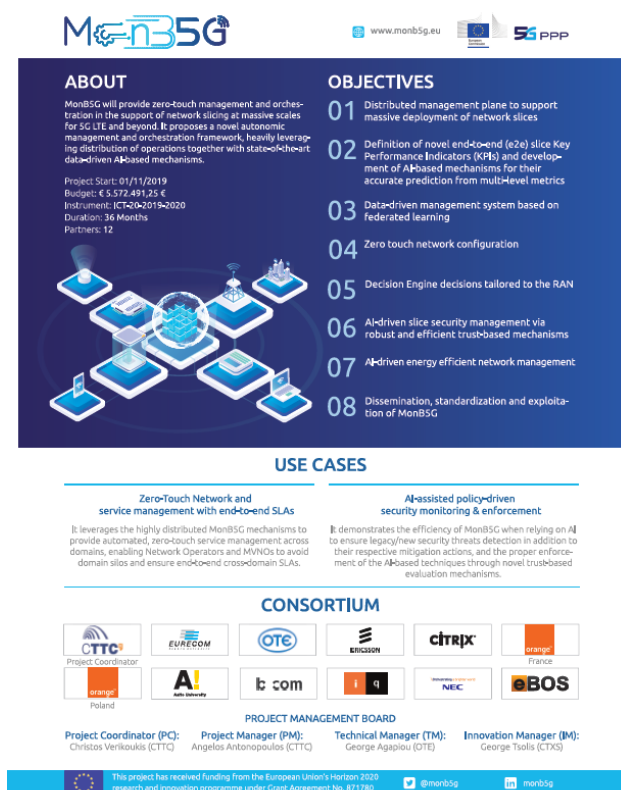 MonB5G
www.monb5g.eu
European Commission
5G PPP
ABOUT
MonB5G will provide zero-touch management and orches-
tration in the support of network slicing at massive scales
for 5G LTE and beyond. It proposes a novel autonomic
management and orchestration framework, heavily leverag-
ing distribution of operations together with state-of-the-art
data-driven AI-based mechanisms.
Project Start: 01/11/2019
Budget: € 5.572.491,25 €
Instrument: ICT-20-2019-2020
Duration: 36 Months
Partners: 12
OBJECTIVES
01 Distributed management plane to support
massive deployment of network slices
02 Definition of novel end-to-end (e2e) slice Key
Performance Indicators (KPIs) and develop-
ment of AI-based mechanisms for their
accurate prediction from multi-level metrics
03 Data-driven management system based on
federated learning
04 Zero touch network configuration
05 Decision Engine decisions tailored to the RAN
06 AI-driven slice security management via
robust and efficient trust-based mechanisms
07 AI-driven energy efficient network management
08 Dissemination, standardization and exploita-
tion of MonB5G
USE CASES
Zero-Touch Network and
service management with end-to-end SLAs
It leverages the highly distributed MonB5G mechanisms to
provide automated, zero-touch service management across
domains, enabling Network Operators and MVNOs to avoid
domain silos and ensure end-to-end cross-domain SLAs.
AI-assisted policy-driven
security monitoring & enforcement
It demonstrates the efficiency of MonB5G when relying on AI
to ensure legacy/new security threats detection in addition to
their respective mitigation actions, and the proper enforce-
ment of the AI-based techniques through novel trust-based
evaluation mechanisms.
CONSORTIUM
CTTC
EURECOM
OTE
ERICSSON
CITRIX
orange
Project Coordinator
France
orange
A!
Aalto University
b com
i q
NEC
eBOS
Poland
PROJECT MANAGEMENT BOARD
Project Coordinator (PC):
Christos Verikoukis (CTTC)
Project Manager (PM):
Angelos Antonopoulos (CTTC)
Technical Manager (TM):
George Agapiou (OTE)
Innovation Manager (IM):
George Tsolis (CTXS)
This project has received funding from the European Union's Horizon 2020
research and innovation programme under Grant Agreement No. 871780
@monb5g
monb5g